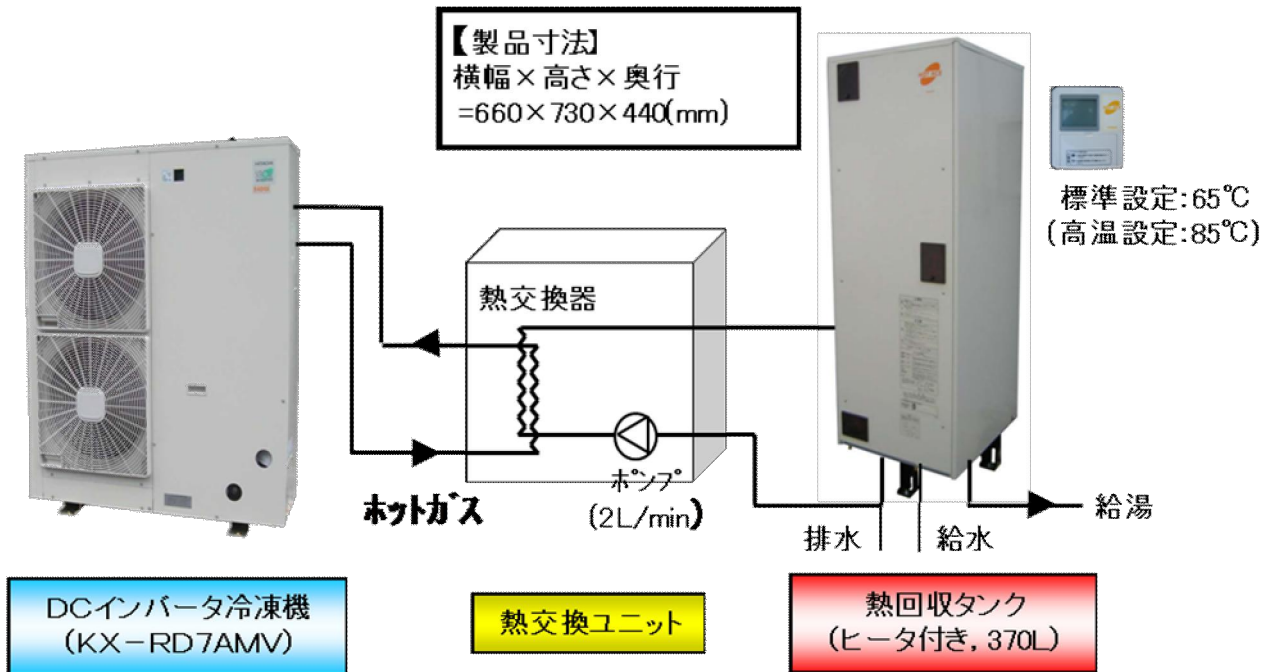 【製品寸法】
横幅×高さ×奥行
=660×730×440(mm)
標準設定:65℃
(高温設定:85℃)
熱交換器
ポンプ
(2L/min)
ホットガス
給湯
排水
給水
DCインバータ冷凍機
(KX-RD7AMV)
熱交換ユニット
熱回収タンク
(ヒータ付き, 370L)